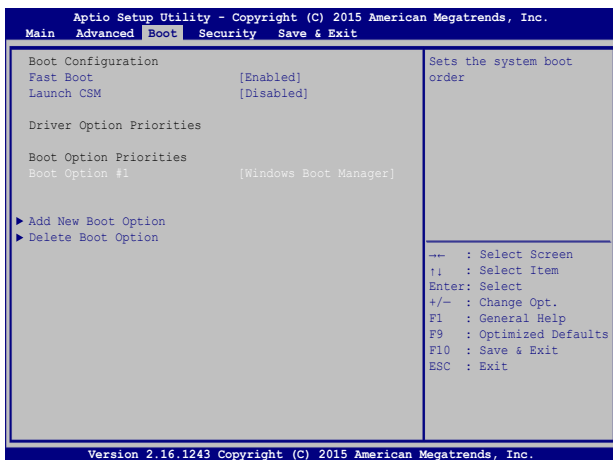 Aptio Setup Utility - Copyright (C) 2015 American Megatrends, Inc.
Main Advanced Boot Security Save & Exit
Boot Configuration
Fast Boot [Enabled]
Launch CSM [Disabled]
Driver Option Priorities
Boot Option Priorities
Boot Option #1 [Windows Boot Manager]
▶ Add New Boot Option
▶ Delete Boot Option
Sets the system boot
order
→← : Select Screen
↑↓ : Select Item
Enter: Select
+/— : Change Opt.
F1 : General Help
F9 : Optimized Defaults
F10 : Save & Exit
ESC : Exit
Version 2.16.1243 Copyright (C) 2015 American Megatrends, Inc.